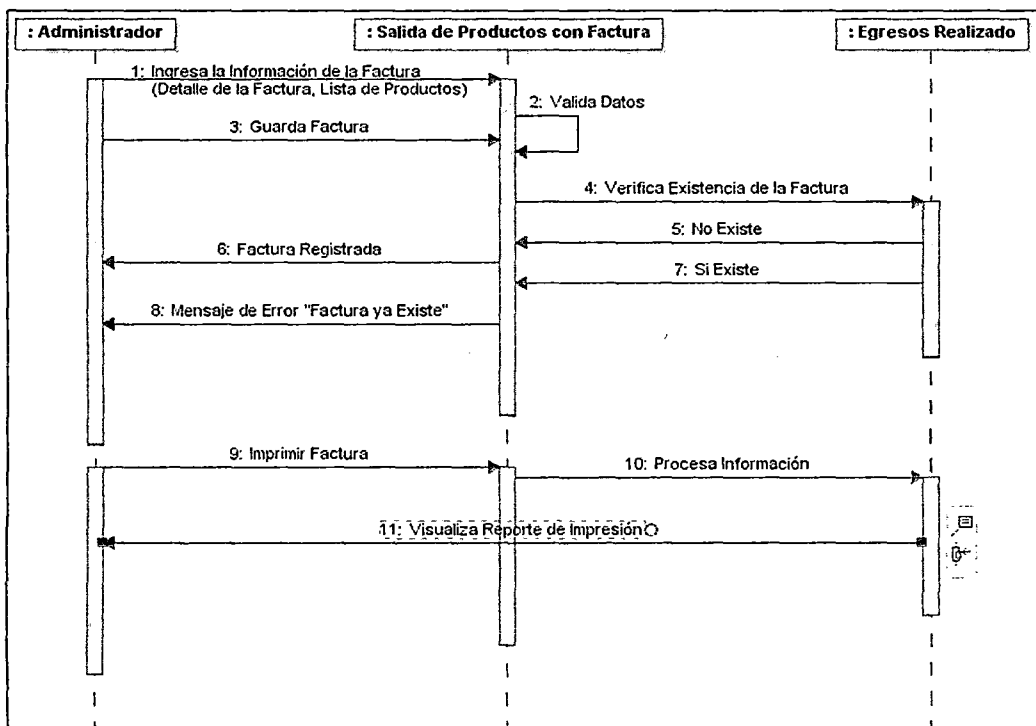 : Administrador
: Salida de Productos con Factura
: Egresos Realizado
1: Ingresa la Información de la Factura
(Detalle de la Factura, Lista de Productos)
2: Valida Datos
3: Guarda Factura
4: Verifica Existencia de la Factura
5: No Existe
6: Factura Registrada
7: Si Existe
8: Mensaje de Error "Factura ya Existe"
9: Imprimir Factura
10: Procesa Información
11: Visualiza Reporte de Impresión